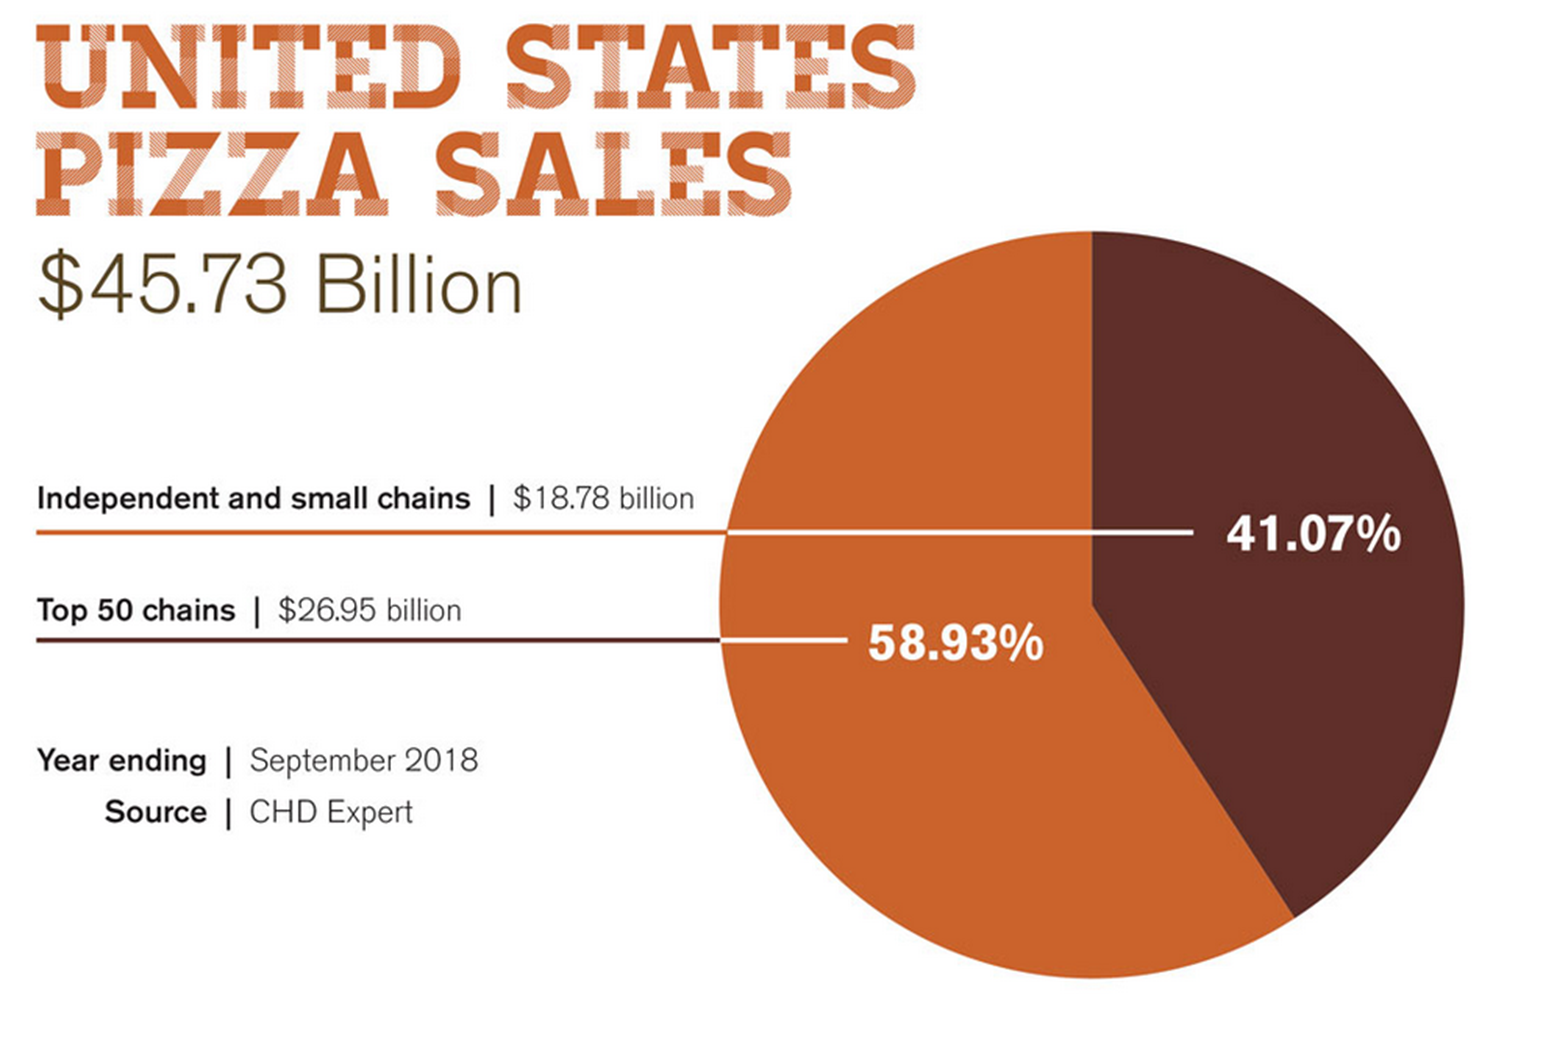 UNITED STATES
PIZZA SALES
$45.73 Billion
Independent and small chains | $18.78 billion
41.07%
Top 50 chains | $26.95 billion
58.93%
Year ending | September 2018
Source | CHD Expert